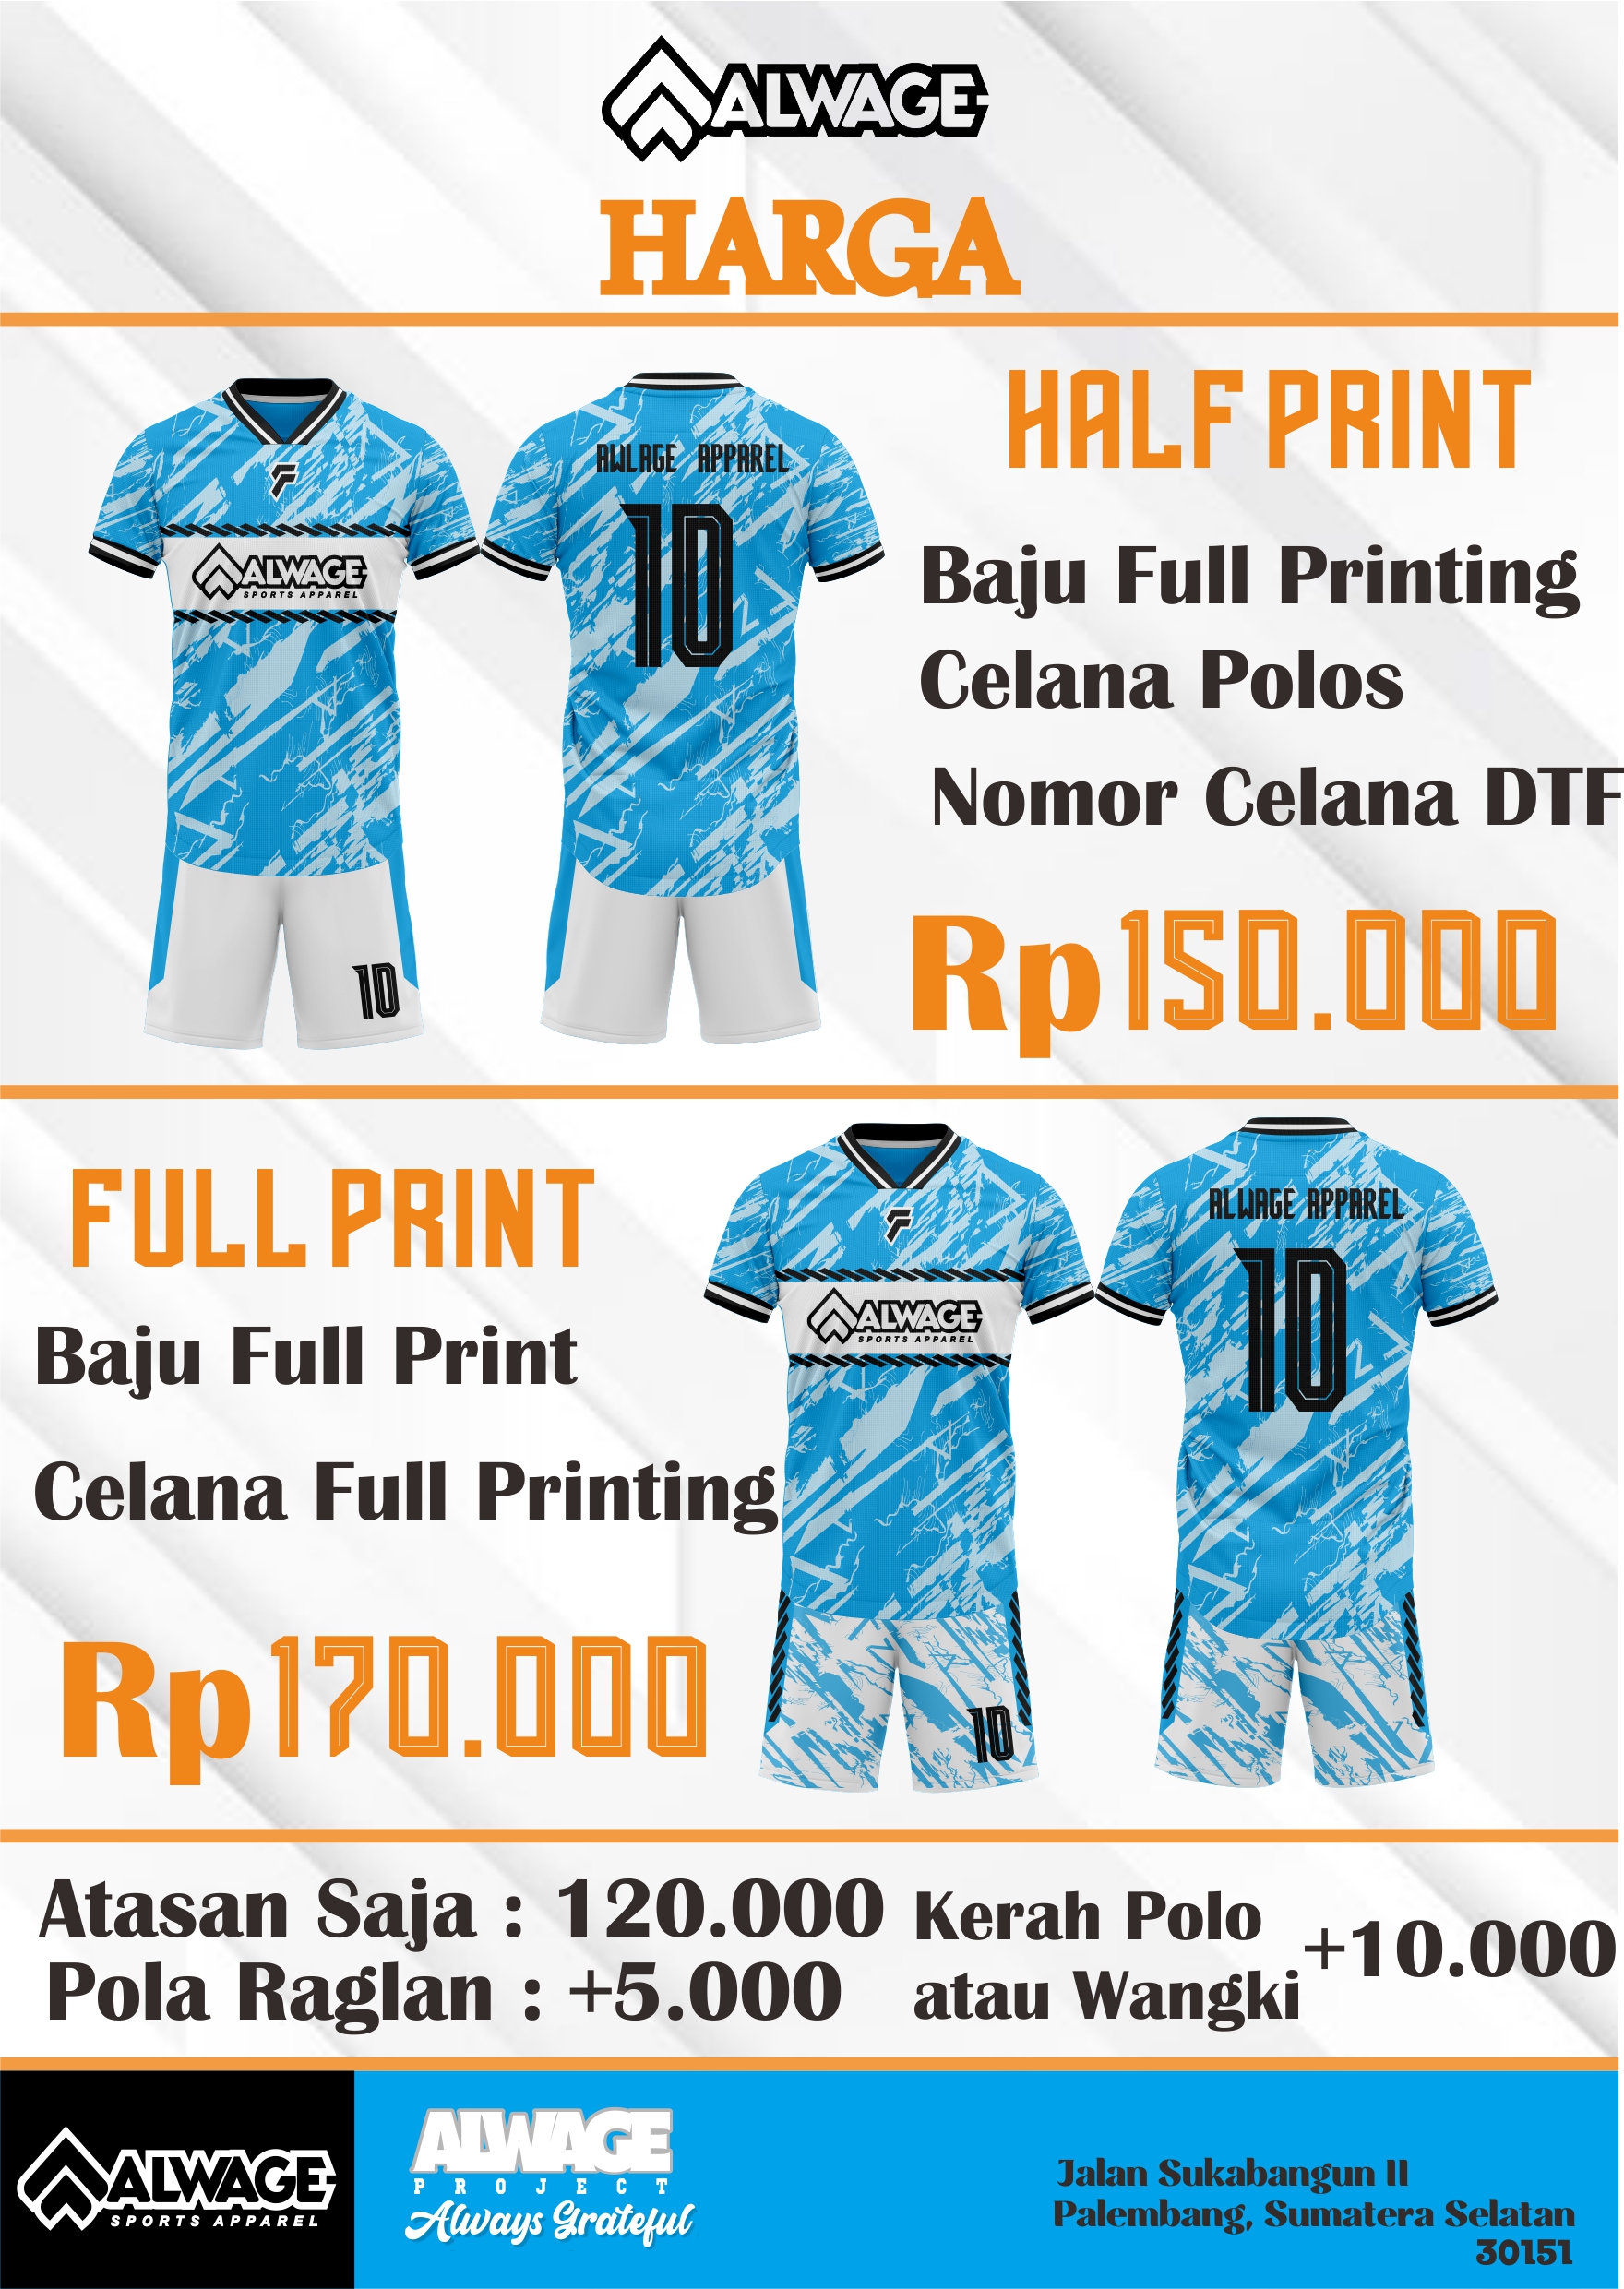 ALWAGE
HARGA
HALF PRINT
AWLAGE APPAREL
10
ALWAGE
SPORTS APPAREL
10
Baju Full Printing
Celana Polos
Nomor Celana DTF
Rp150.000
FULL PRINT
Baju Full Print
Celana Full Printing
Rp170.000
ALWAGE APPAREL
10
ALWAGE
SPORTS APPAREL
10
Atasan Saja : 120.000
Pola Raglan : +5.000
Kerah Polo
atau Wangki
+10.000
ALWAGE
SPORTS APPAREL
ALWAGE
PROJECT
Always Grateful
Jalan Sukabangun II
Palembang, Sumatera Selatan
30151